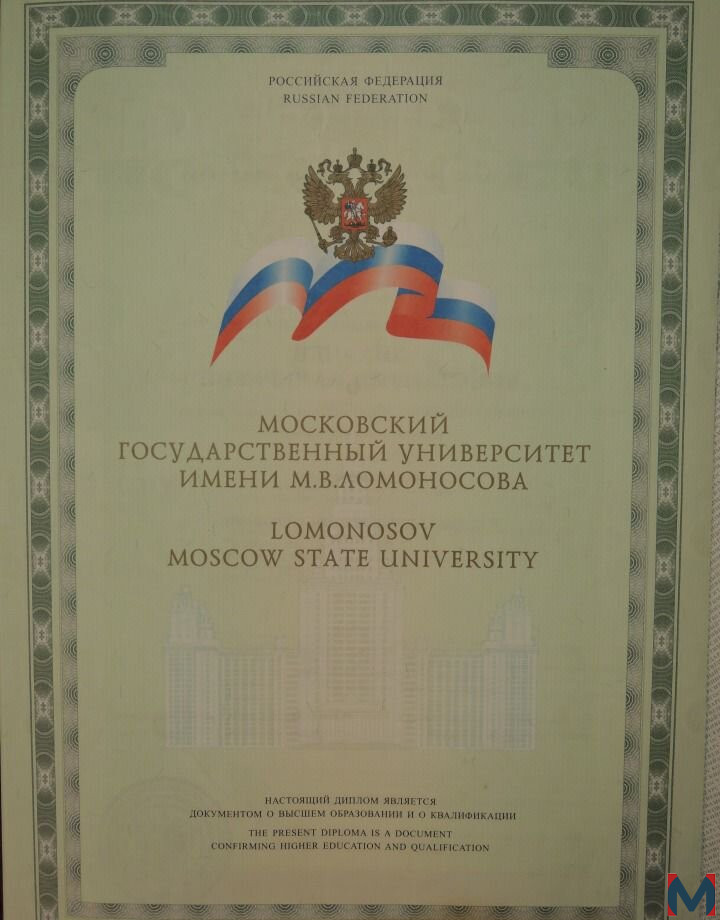 РОССИЙСКАЯ ФЕДЕРАЦИЯ
RUSSIAN FEDERATION
МОСКОВСКИЙ
ГОСУДАРСТВЕННЫЙ УНИВЕРСИТЕТ
ИМЕНИ М.В.ЛОМОНОСОВА
LOMONOSOV
MOSCOW STATE UNIVERSITY
НАСТОЯЩИЙ ДИПЛОМ ЯВЛЯЕТСЯ
ДОКУМЕНТОМ О ВЫСШЕМ ОБРАЗОВАНИИ И О КВАЛИФИКАЦИИ
THE PRESENT DIPLOMA IS A DOCUMENT
CONFIRMING HIGHER EDUCATION AND QUALIFICATION
M